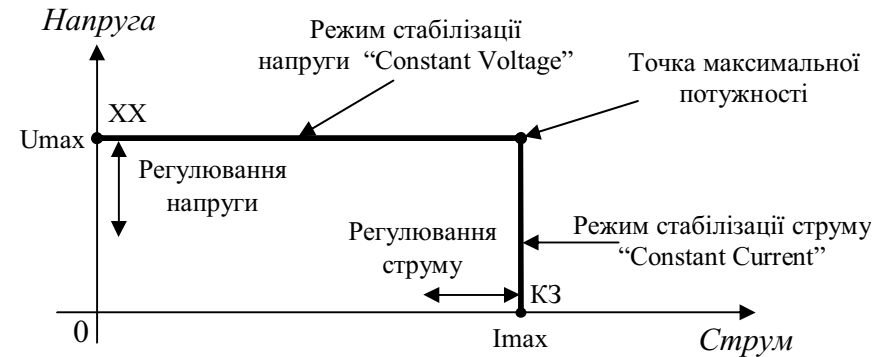 Напруга
Режим стабілізації
напруги “Constant Voltage”
Точка максимальної
потужності
ХХ
Umax
Регулювання
напруги
Регулювання
струму
Режим стабілізації струму
“Constant Current”
КЗ
0
Imax
Струм